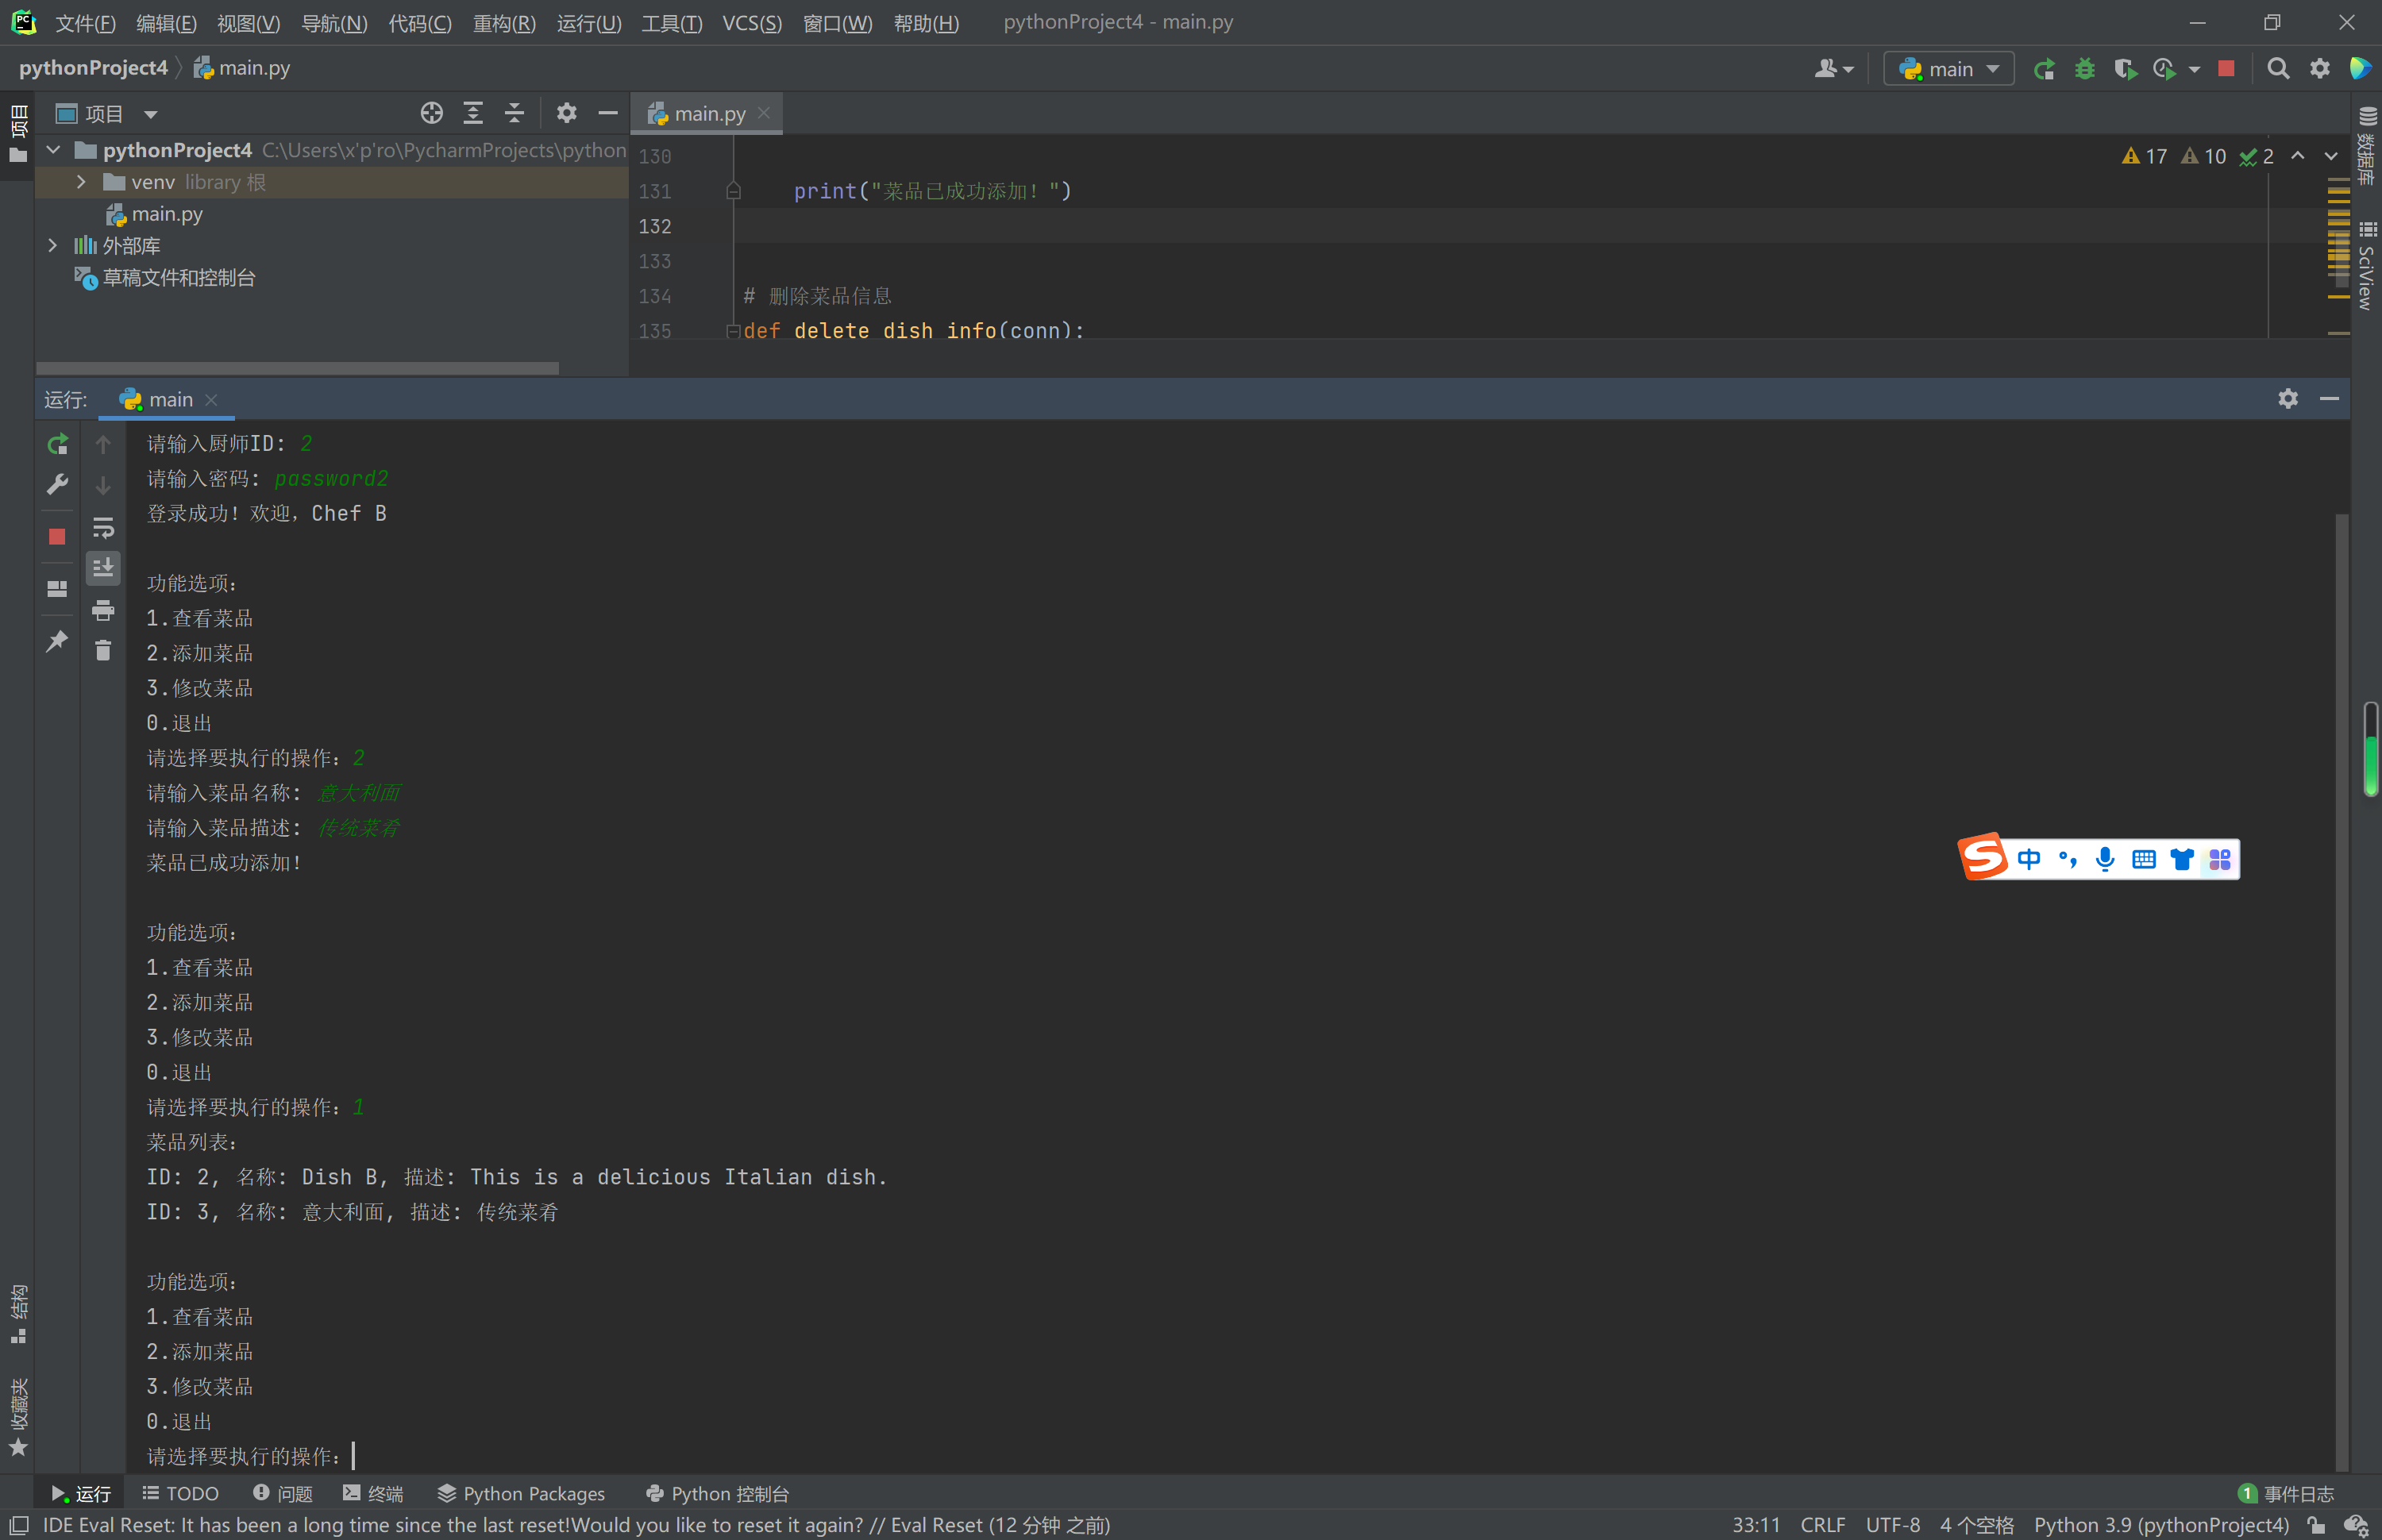 文件(F) 编辑(E) 视图(V) 导航(N) 代码(C) 重构(R) 运行(U) 工具(T) VCS(S) 窗口(W) 帮助(H) pythonProject4 - main.py
pythonProject4 main.py
main
项目
项目
main.py
pythonProject4 C:\Users\x'p'ro\PycharmProjects\python
venv library 根
main.py
外部库
草稿文件和控制台
17 10 2
130
131 print("菜品已成功添加！")
132
133
134 # 删除菜品信息
135 def delete_dish_info(conn):
数据库
SciView
运行: main
请输入厨师ID: 2
请输入密码: password2
登录成功！欢迎，Chef B
功能选项：
1.查看菜品
2.添加菜品
3.修改菜品
0.退出
请选择要执行的操作：2
请输入菜品名称: 意大利面
请输入菜品描述: 传统菜肴
菜品已成功添加！
功能选项：
1.查看菜品
2.添加菜品
3.修改菜品
0.退出
请选择要执行的操作：1
菜品列表：
ID: 2, 名称: Dish B, 描述: This is a delicious Italian dish.
ID: 3, 名称: 意大利面, 描述: 传统菜肴
功能选项：
1.查看菜品
2.添加菜品
3.修改菜品
0.退出
请选择要执行的操作：
中
结构
收藏夹
运行 TODO 问题 终端 Python Packages Python 控制台 1 事件日志
IDE Eval Reset: It has been a long time since the last reset!Would you like to reset it again? // Eval Reset (12 分钟 之前) 33:11 CRLF UTF-8 4 个空格 Python 3.9 (pythonProject4)